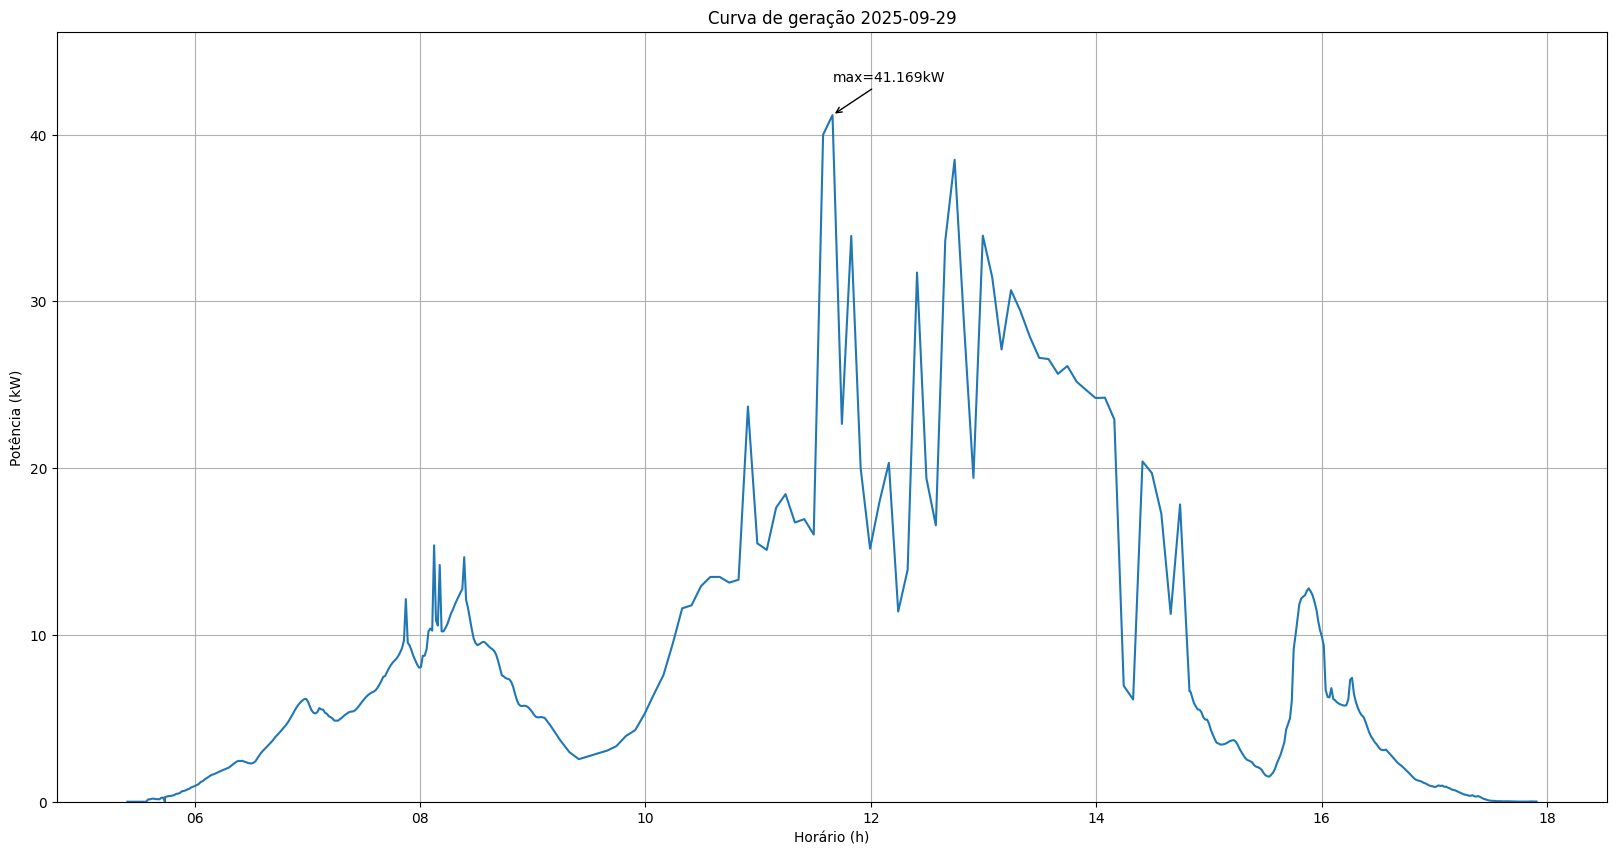 Curva de geração 2025-09-29
max=41.169kW
Potência (kW)
40
30
20
10
0
06 08 10 12 14 16 18
Horário (h)